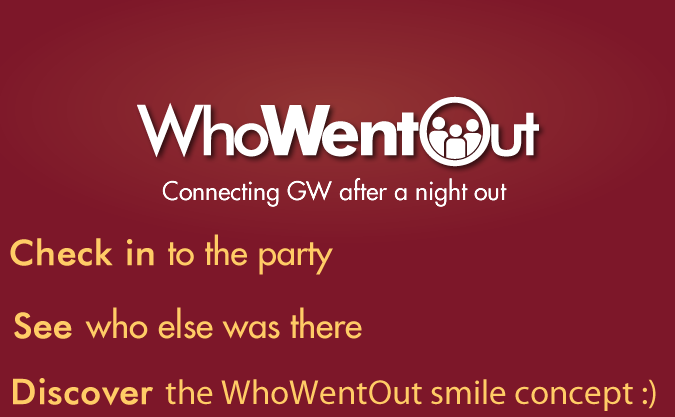 WhoWentOut
Connecting GW after a night out
Check in to the party
See who else was there
Discover the WhoWentOut smile concept :)